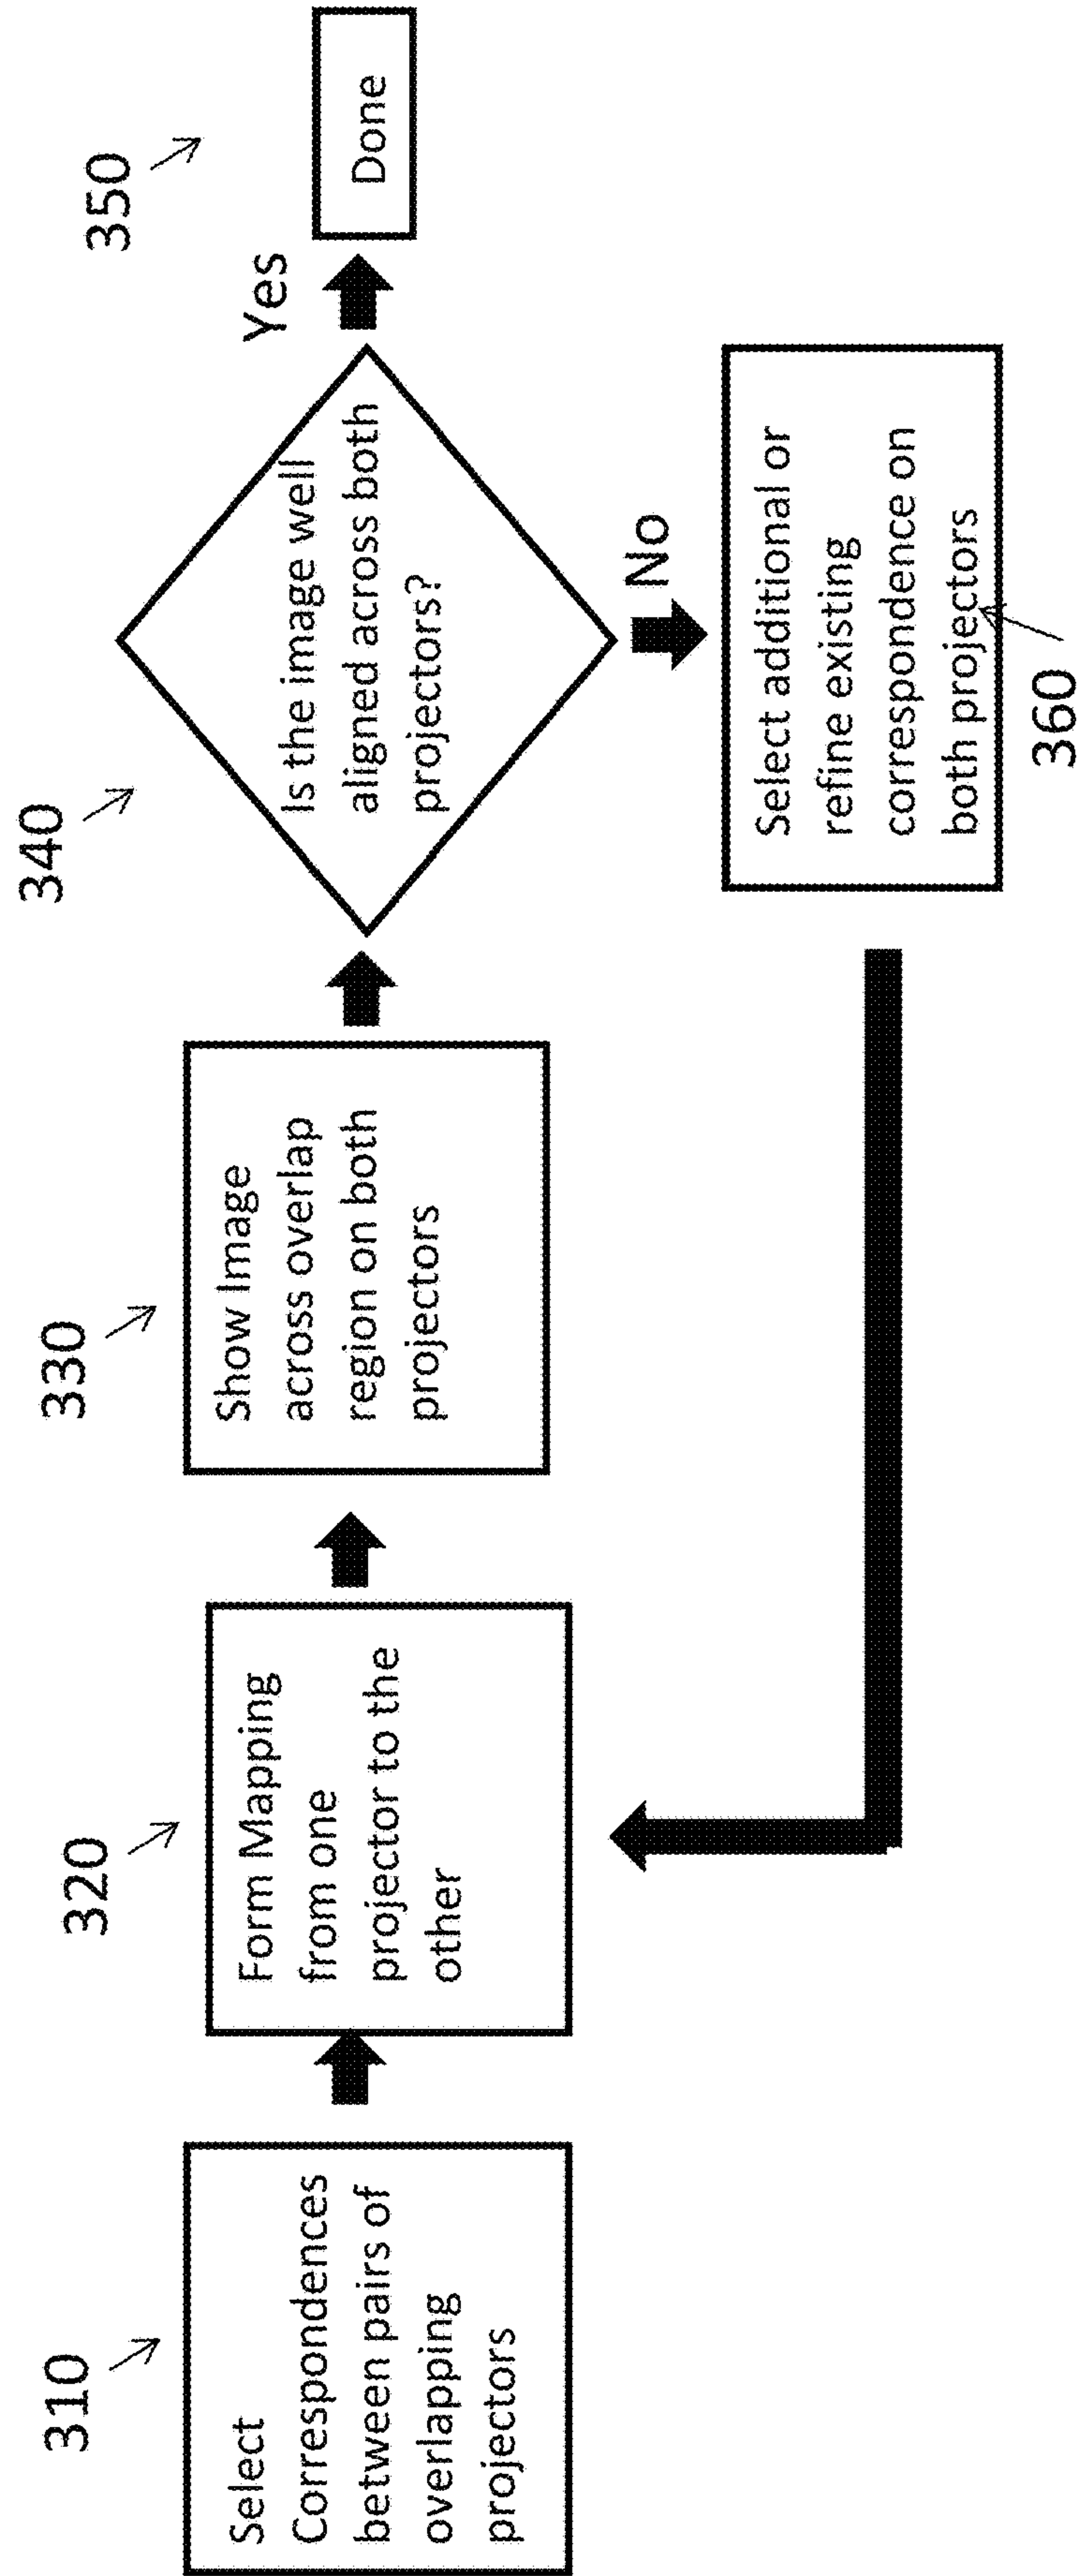 310
Select
Correspondences
between pairs of
overlapping
projectors
320
Form Mapping
from one
projector to the
other
330
Show Image
across overlap
region on both
projectors
340
Is the image well
aligned across both
projectors?
Yes
350
Done
No
Select additional or
refine existing
correspondence on
both projectors
360